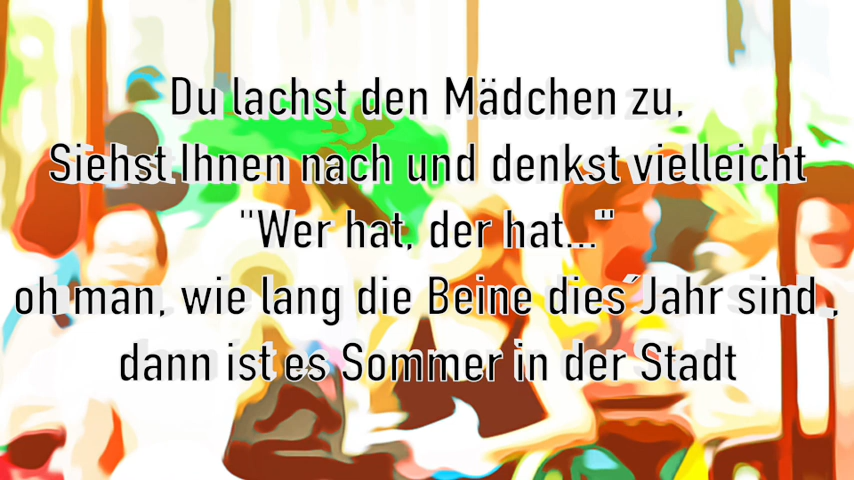 Du lachst den Mädchen zu,
Siehst Ihnen nach und denkst vielleicht
"Wer hat, der hat..."
oh man, wie lang die Beine dies´Jahr sind ,
dann ist es Sommer in der Stadt